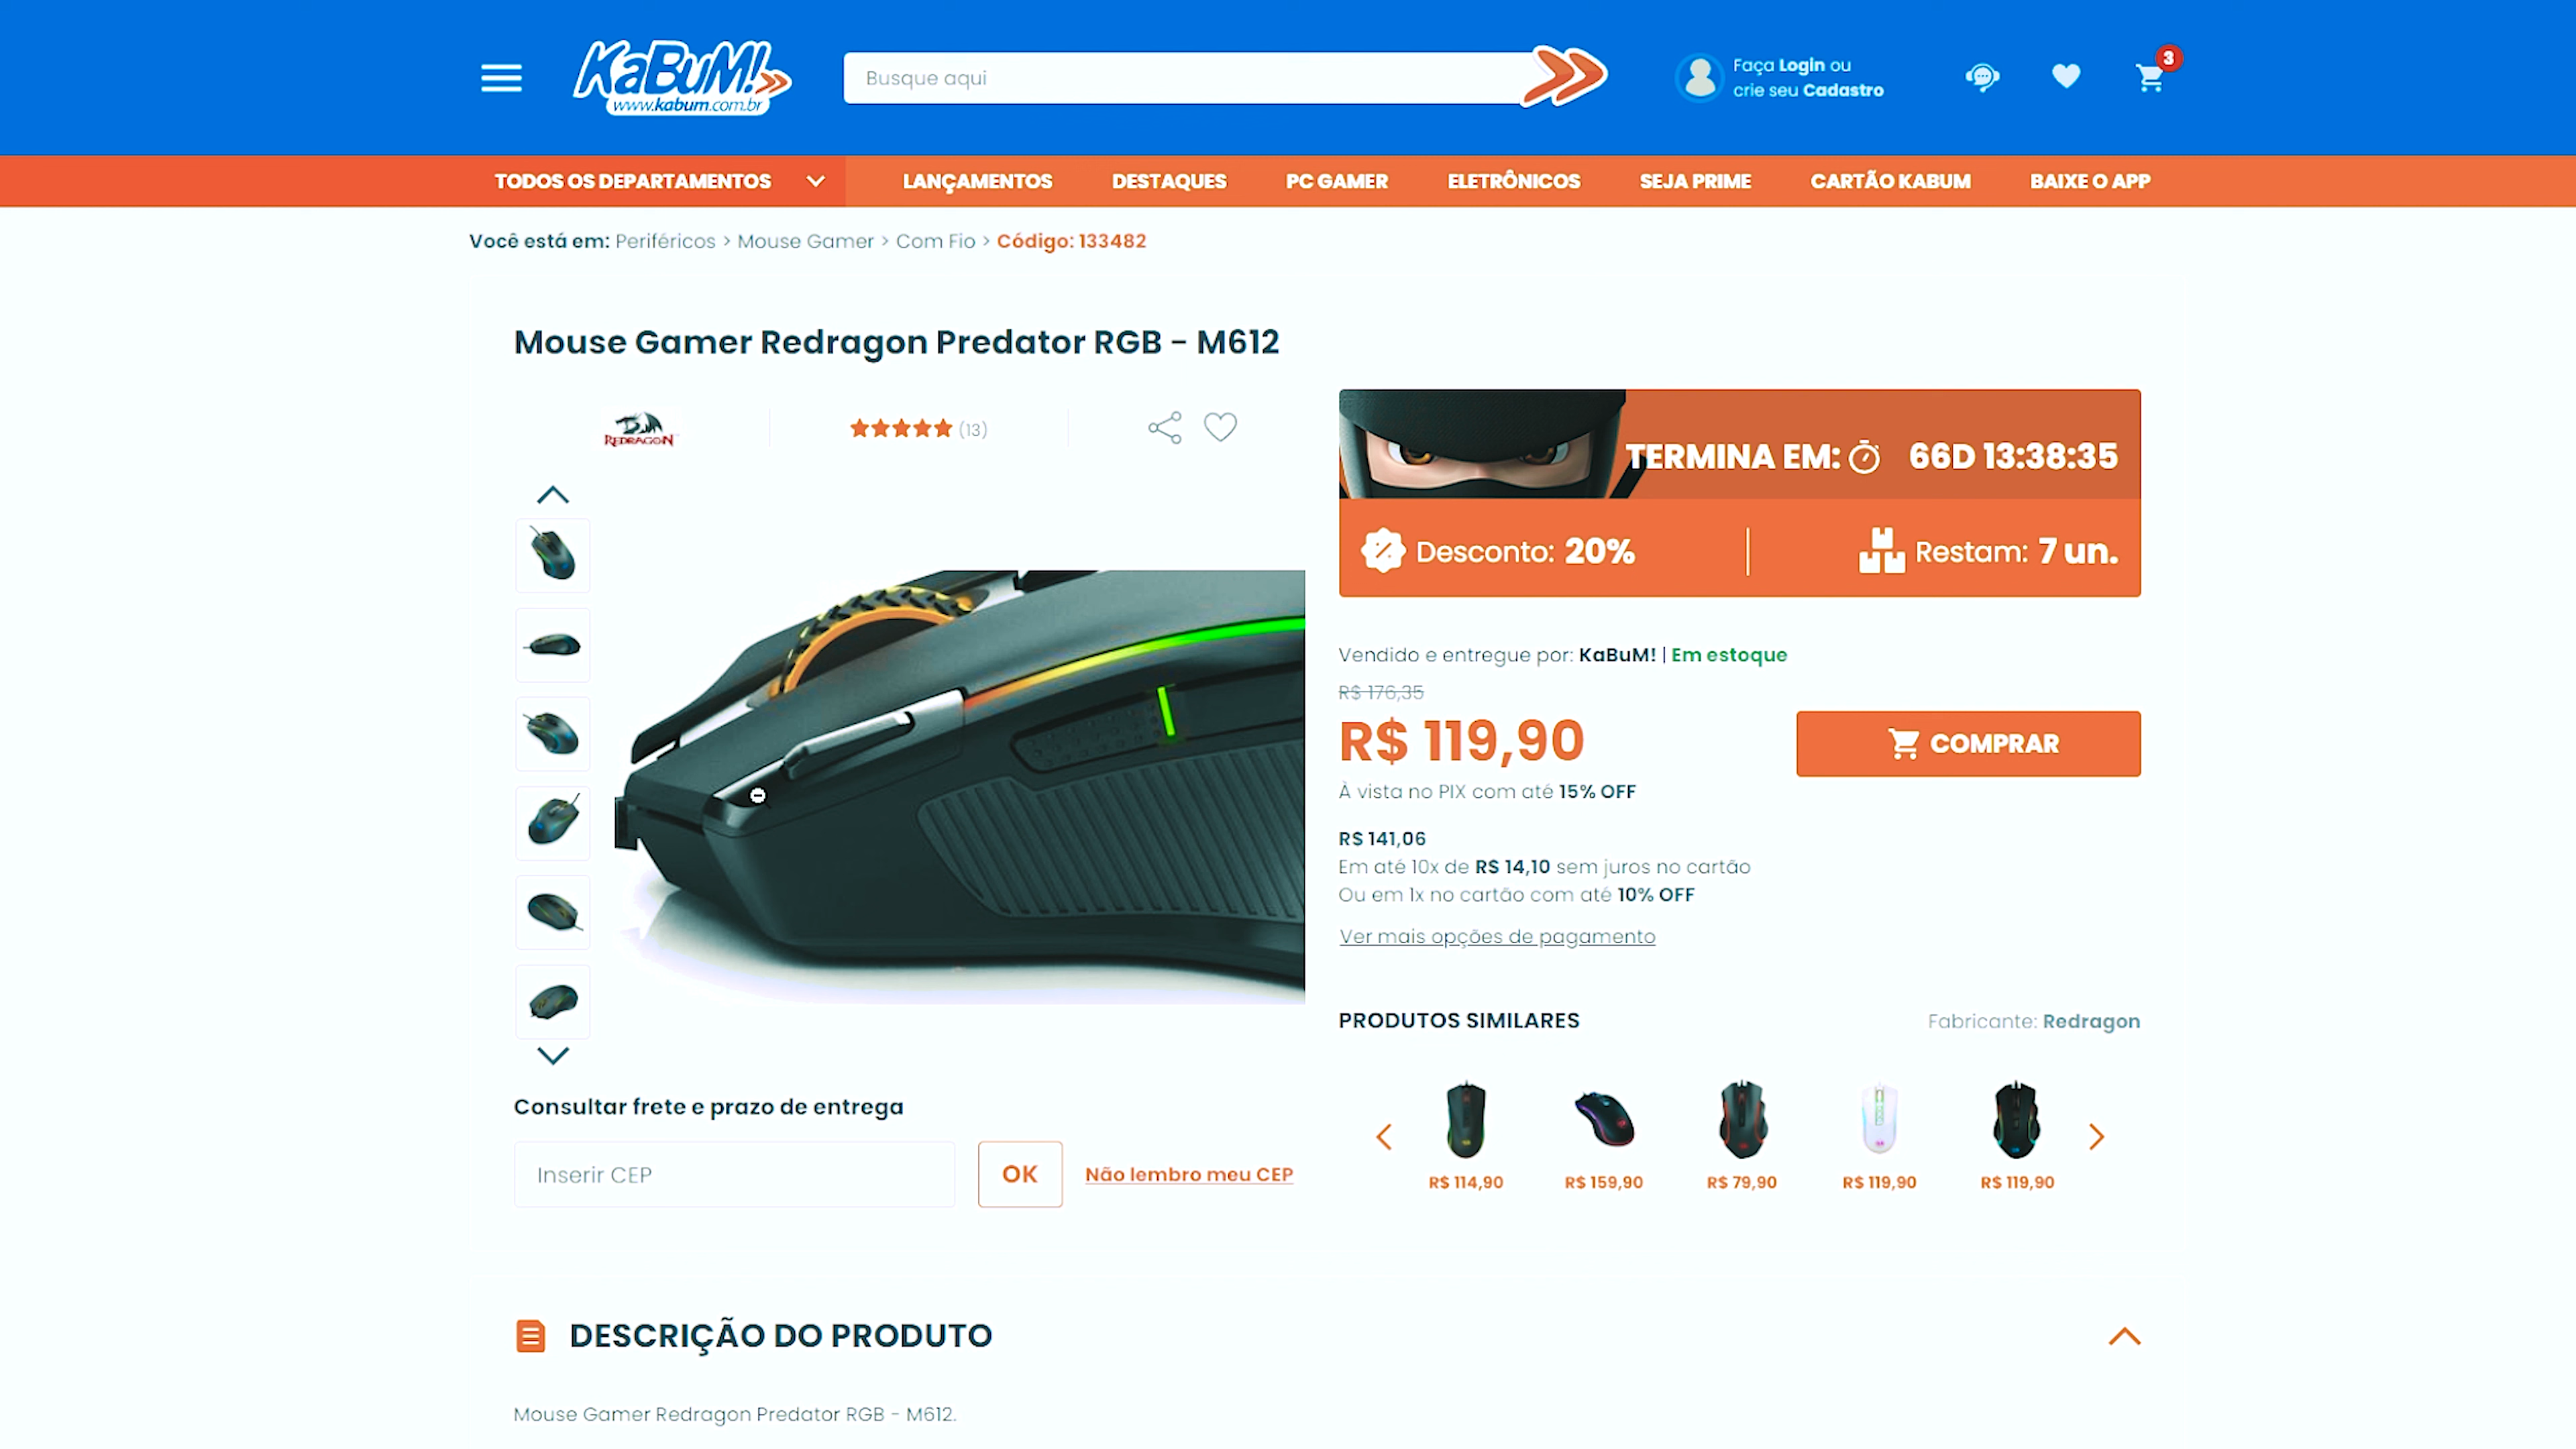 KaBuM!
www.kabum.com.br
Busque aqui
Faça Login ou
crie seu Cadastro
3
TODOS OS DEPARTAMENTOS
LANÇAMENTOS
DESTAQUES
PC GAMER
ELETRÔNICOS
SEJA PRIME
CARTÃO KABUM
BAIXE O APP
Você está em: Periféricos > Mouse Gamer > Com Fio > Código: 133482
Mouse Gamer Redragon Predator RGB - M612
REDRAGON
(13)
TERMINA EM: 66D 13:38:35
Desconto: 20%
Restam: 7 un.
Vendido e entregue por: KaBuM! | Em estoque
R$ 176,35
R$ 119,90
COMPRAR
À vista no PIX com até 15% OFF
R$ 141,06
Em até 10x de R$ 14,10 sem juros no cartão
Ou em 1x no cartão com até 10% OFF
Ver mais opções de pagamento
PRODUTOS SIMILARES
Fabricante: Redragon
R$ 114,90
R$ 159,90
R$ 79,90
R$ 119,90
R$ 119,90
Consultar frete e prazo de entrega
Inserir CEP
OK
Não lembro meu CEP
DESCRIÇÃO DO PRODUTO
Mouse Gamer Redragon Predator RGB - M612.